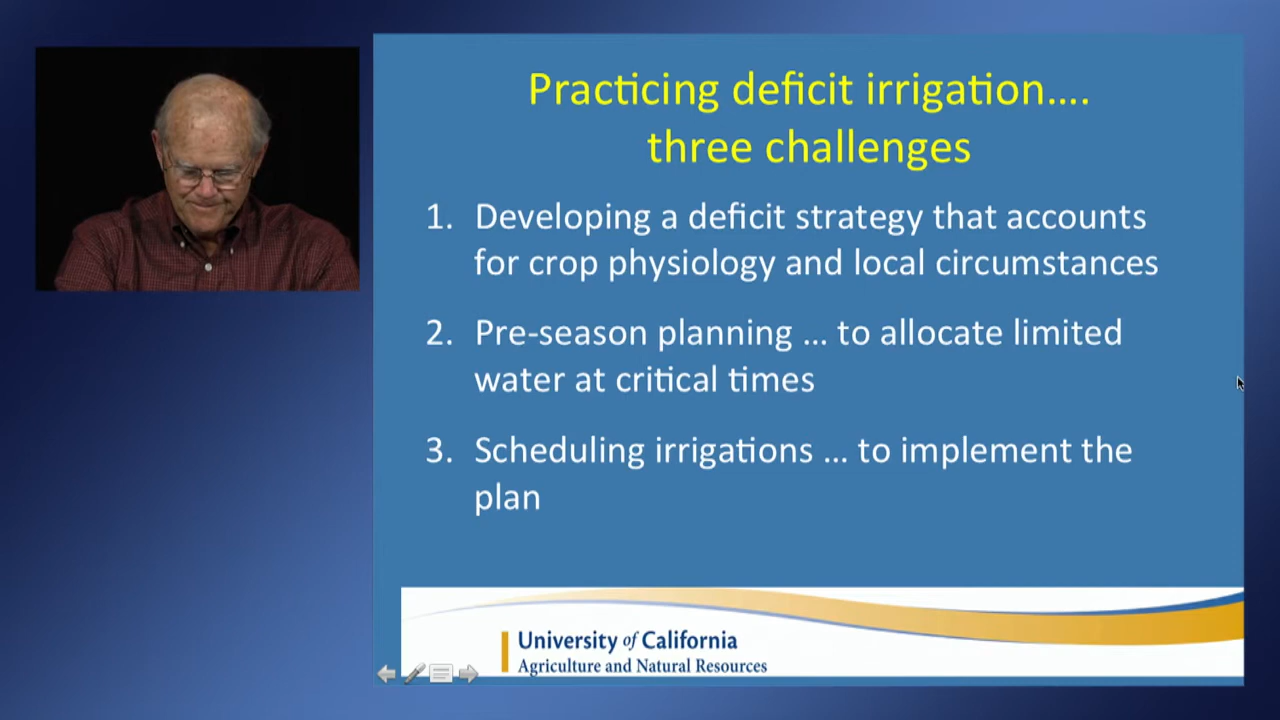 Practicing deficit irrigation….
three challenges
1. Developing a deficit strategy that accounts
for crop physiology and local circumstances
2. Pre-season planning … to allocate limited
water at critical times
3. Scheduling irrigations … to implement the
plan
University of California
Agriculture and Natural Resources